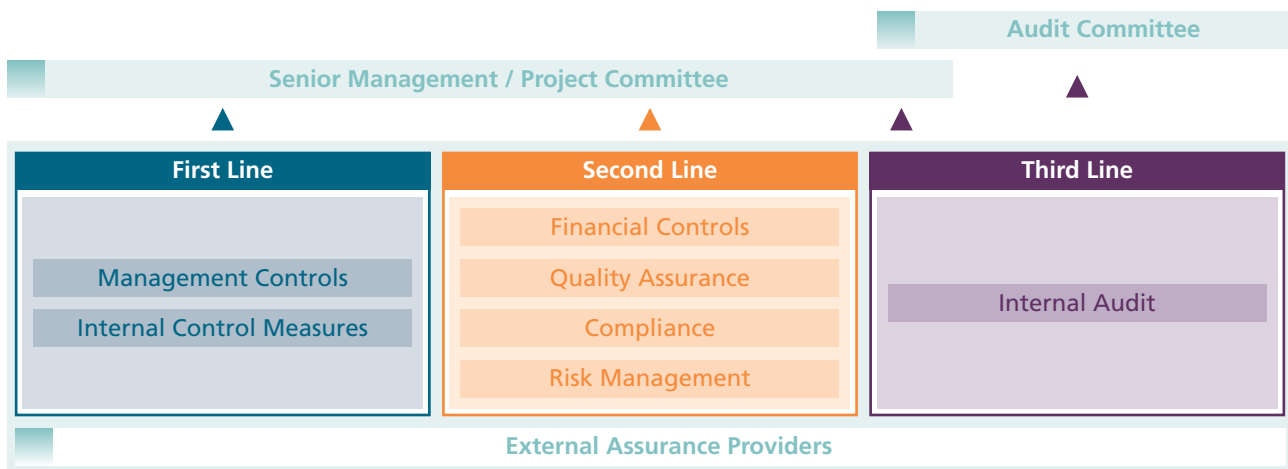 Audit Committee
Senior Management / Project Committee
First Line
Second Line
Third Line
Management Controls
Internal Control Measures
Financial Controls
Quality Assurance
Compliance
Risk Management
Internal Audit
External Assurance Providers